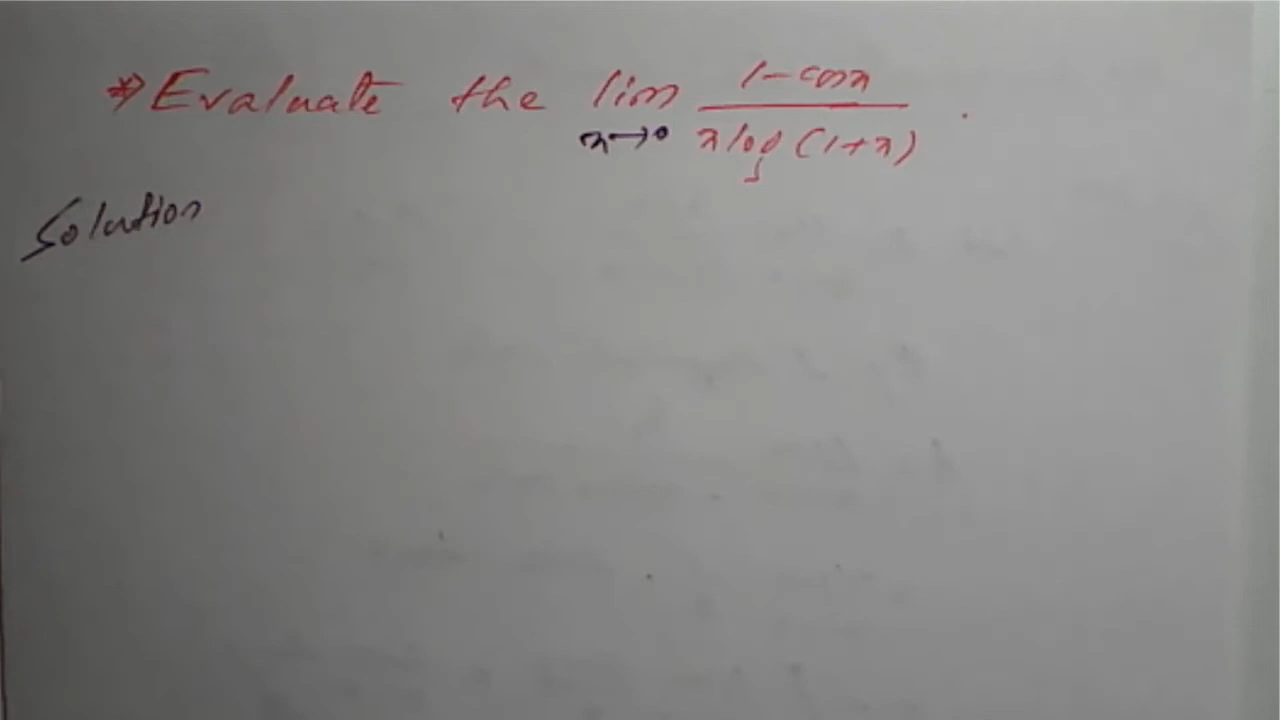 *) Evaluate the lim 1-cosx
x→0 xlog(1+x) .
Solution